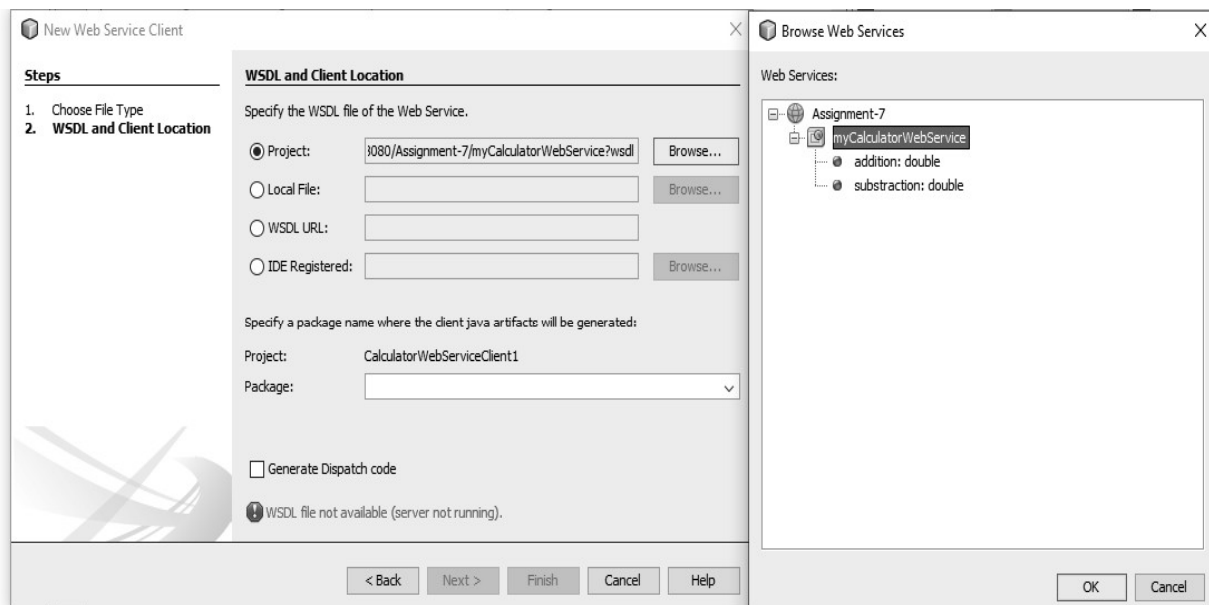 New Web Service Client
Steps
1. Choose File Type
2. WSDL and Client Location
WSDL and Client Location
Specify the WSDL file of the Web Service.
Project: 8080/Assignment-7/myCalculatorWebService?wsdl Browse...
Local File: Browse...
WSDL URL:
IDE Registered: Browse...
Specify a package name where the client java artifacts will be generated:
Project: CalculatorWebServiceClient1
Package:
Generate Dispatch code
WSDL file not available (server not running).
< Back Next > Finish Cancel Help
Browse Web Services
Web Services:
Assignment-7
myCalculatorWebService
addition: double
substraction: double
OK Cancel